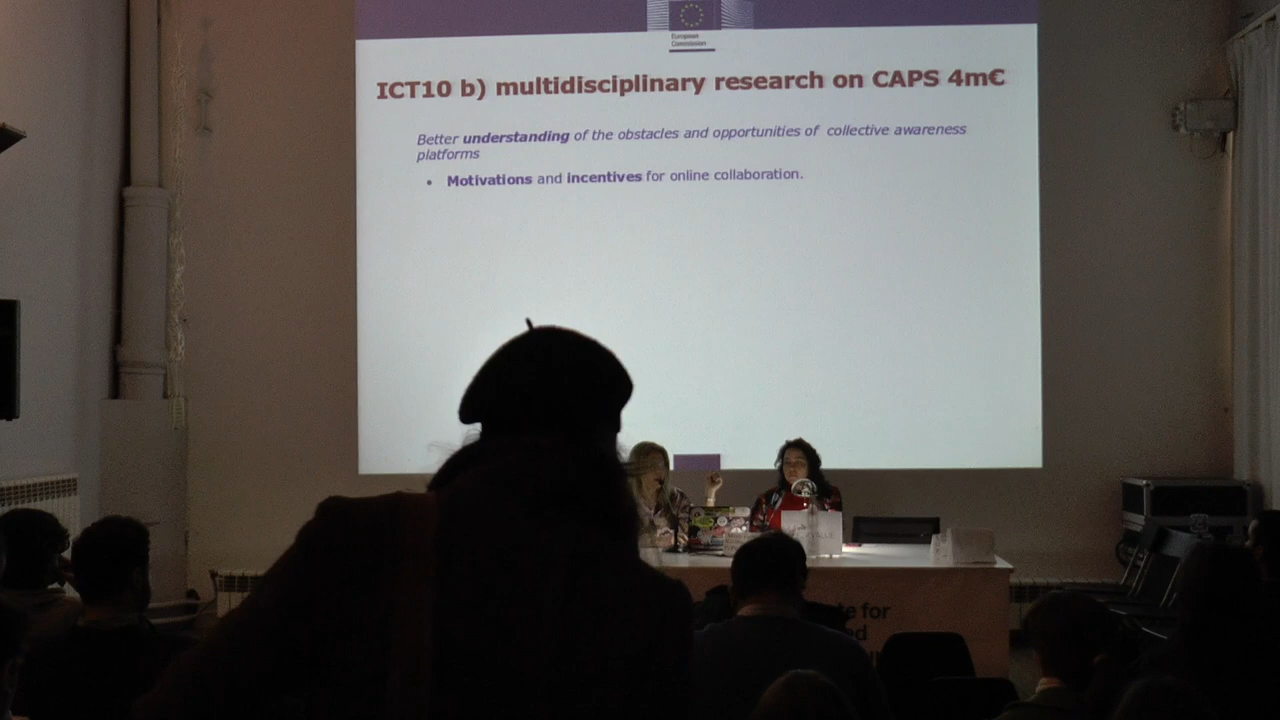 European
Commission
ICT10 b) multidisciplinary research on CAPS 4m€
Better understanding of the obstacles and opportunities of collective awareness
platforms
• Motivations and incentives for online collaboration.
for